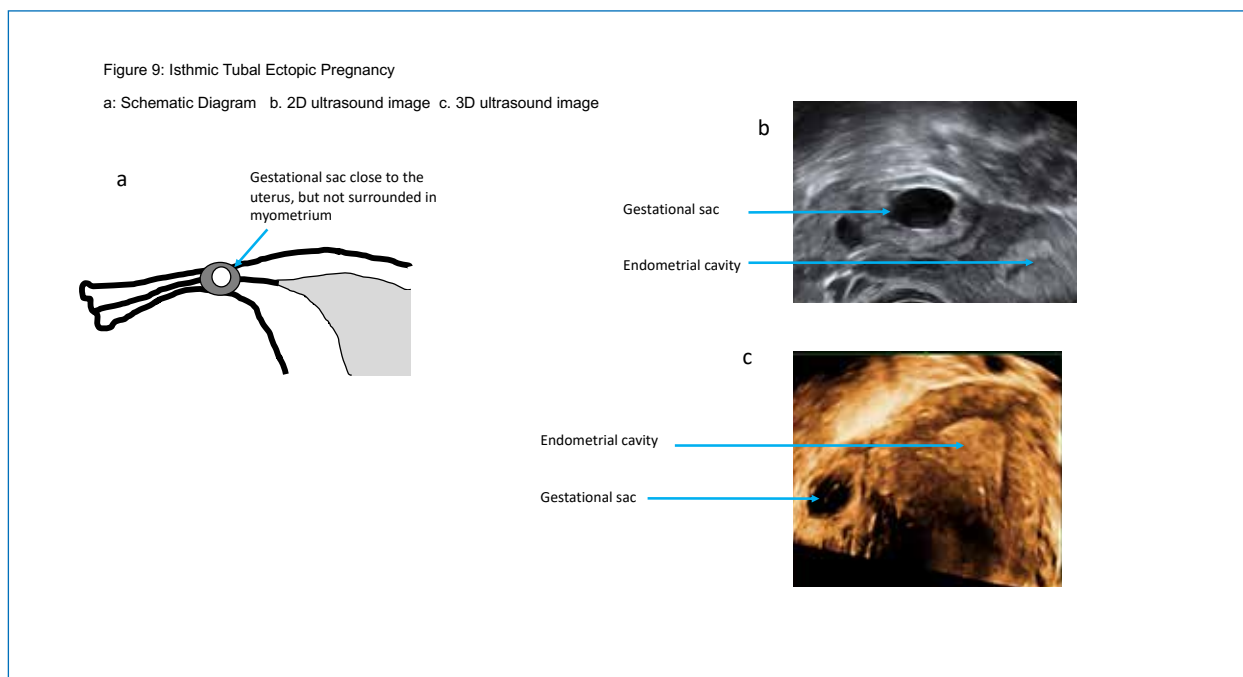 Figure 9: Isthmic Tubal Ectopic Pregnancy
a: Schematic Diagram b. 2D ultrasound image c. 3D ultrasound image
a
Gestational sac close to the
uterus, but not surrounded in
myometrium
b
Gestational sac
Endometrial cavity
c
Endometrial cavity
Gestational sac